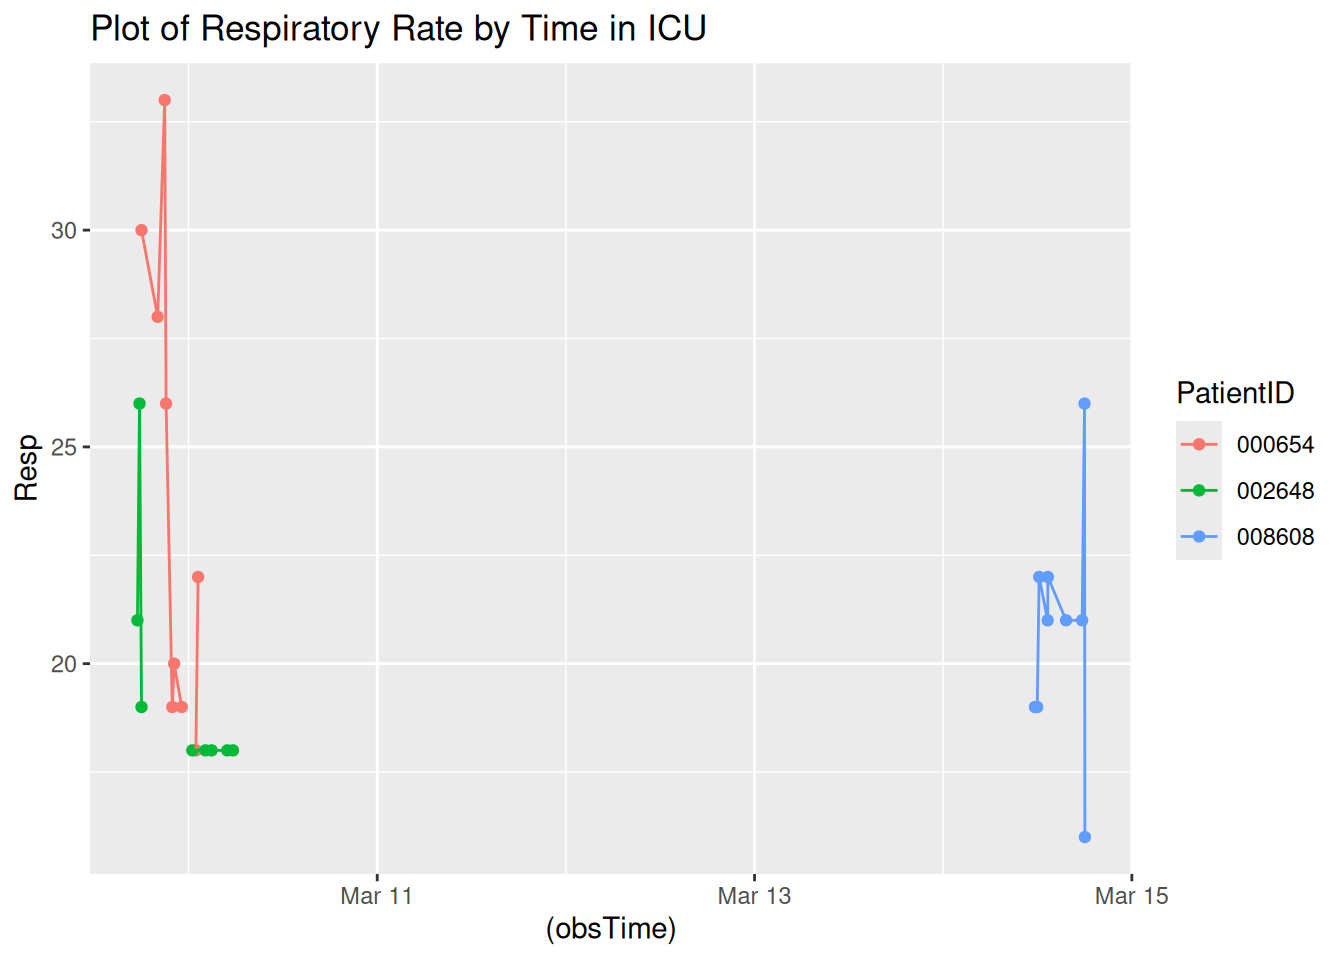 Plot of Respiratory Rate by Time in ICU
30
25
20
Resp
Mar 11
Mar 13
Mar 15
(obsTime)
PatientID
000654
002648
008608